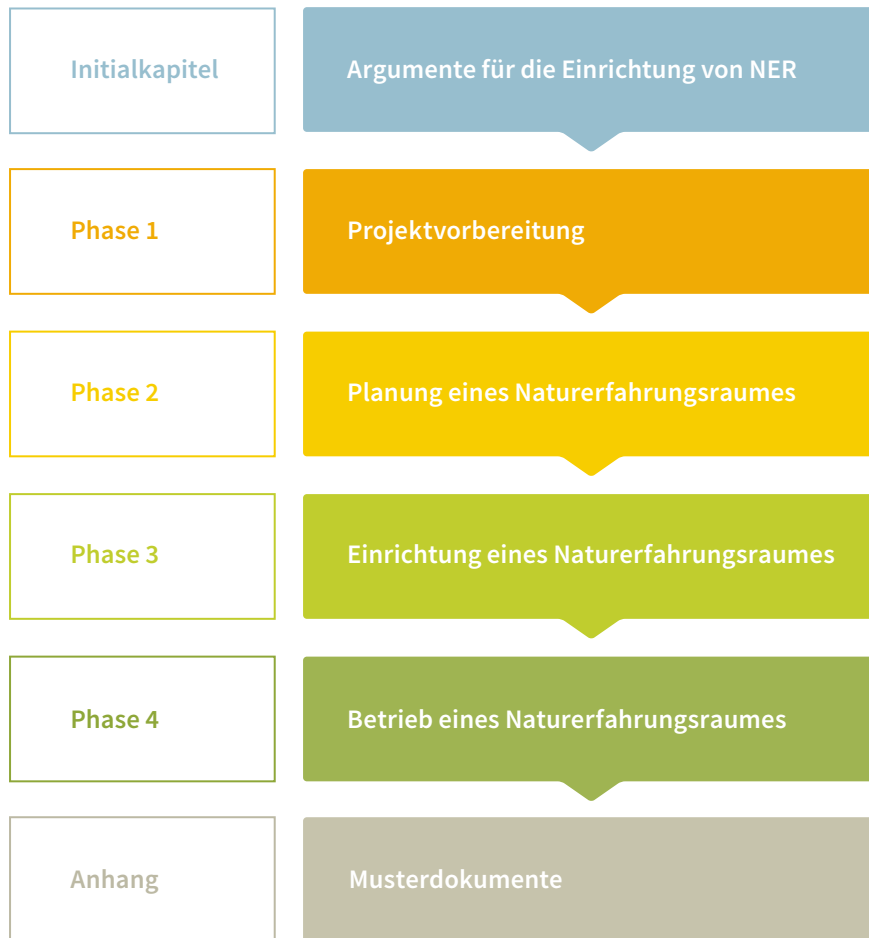 Initialkapitel
Argumente für die Einrichtung von NER
Phase 1
Projektvorbereitung
Phase 2
Planung eines Naturerfahrungsraumes
Phase 3
Einrichtung eines Naturerfahrungsraumes
Phase 4
Betrieb eines Naturerfahrungsraumes
Anhang
Musterdokumente